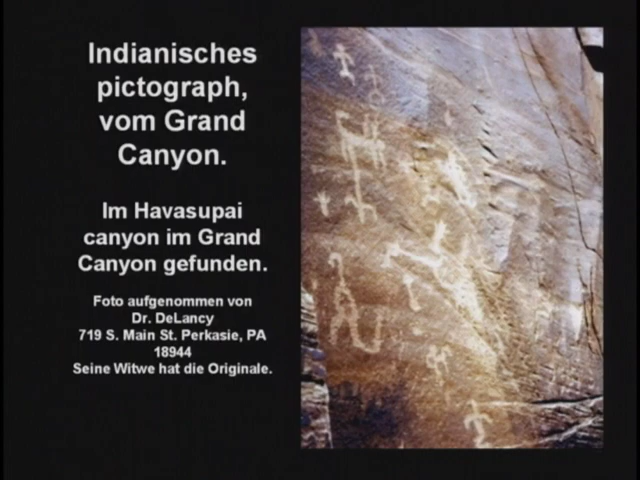 Indianisches
pictograph,
vom Grand
Canyon.
Im Havasupai
canyon im Grand
Canyon gefunden.
Foto aufgenommen von
Dr. DeLancy
719 S. Main St. Perkasie, PA
18944
Seine Witwe hat die Originale.